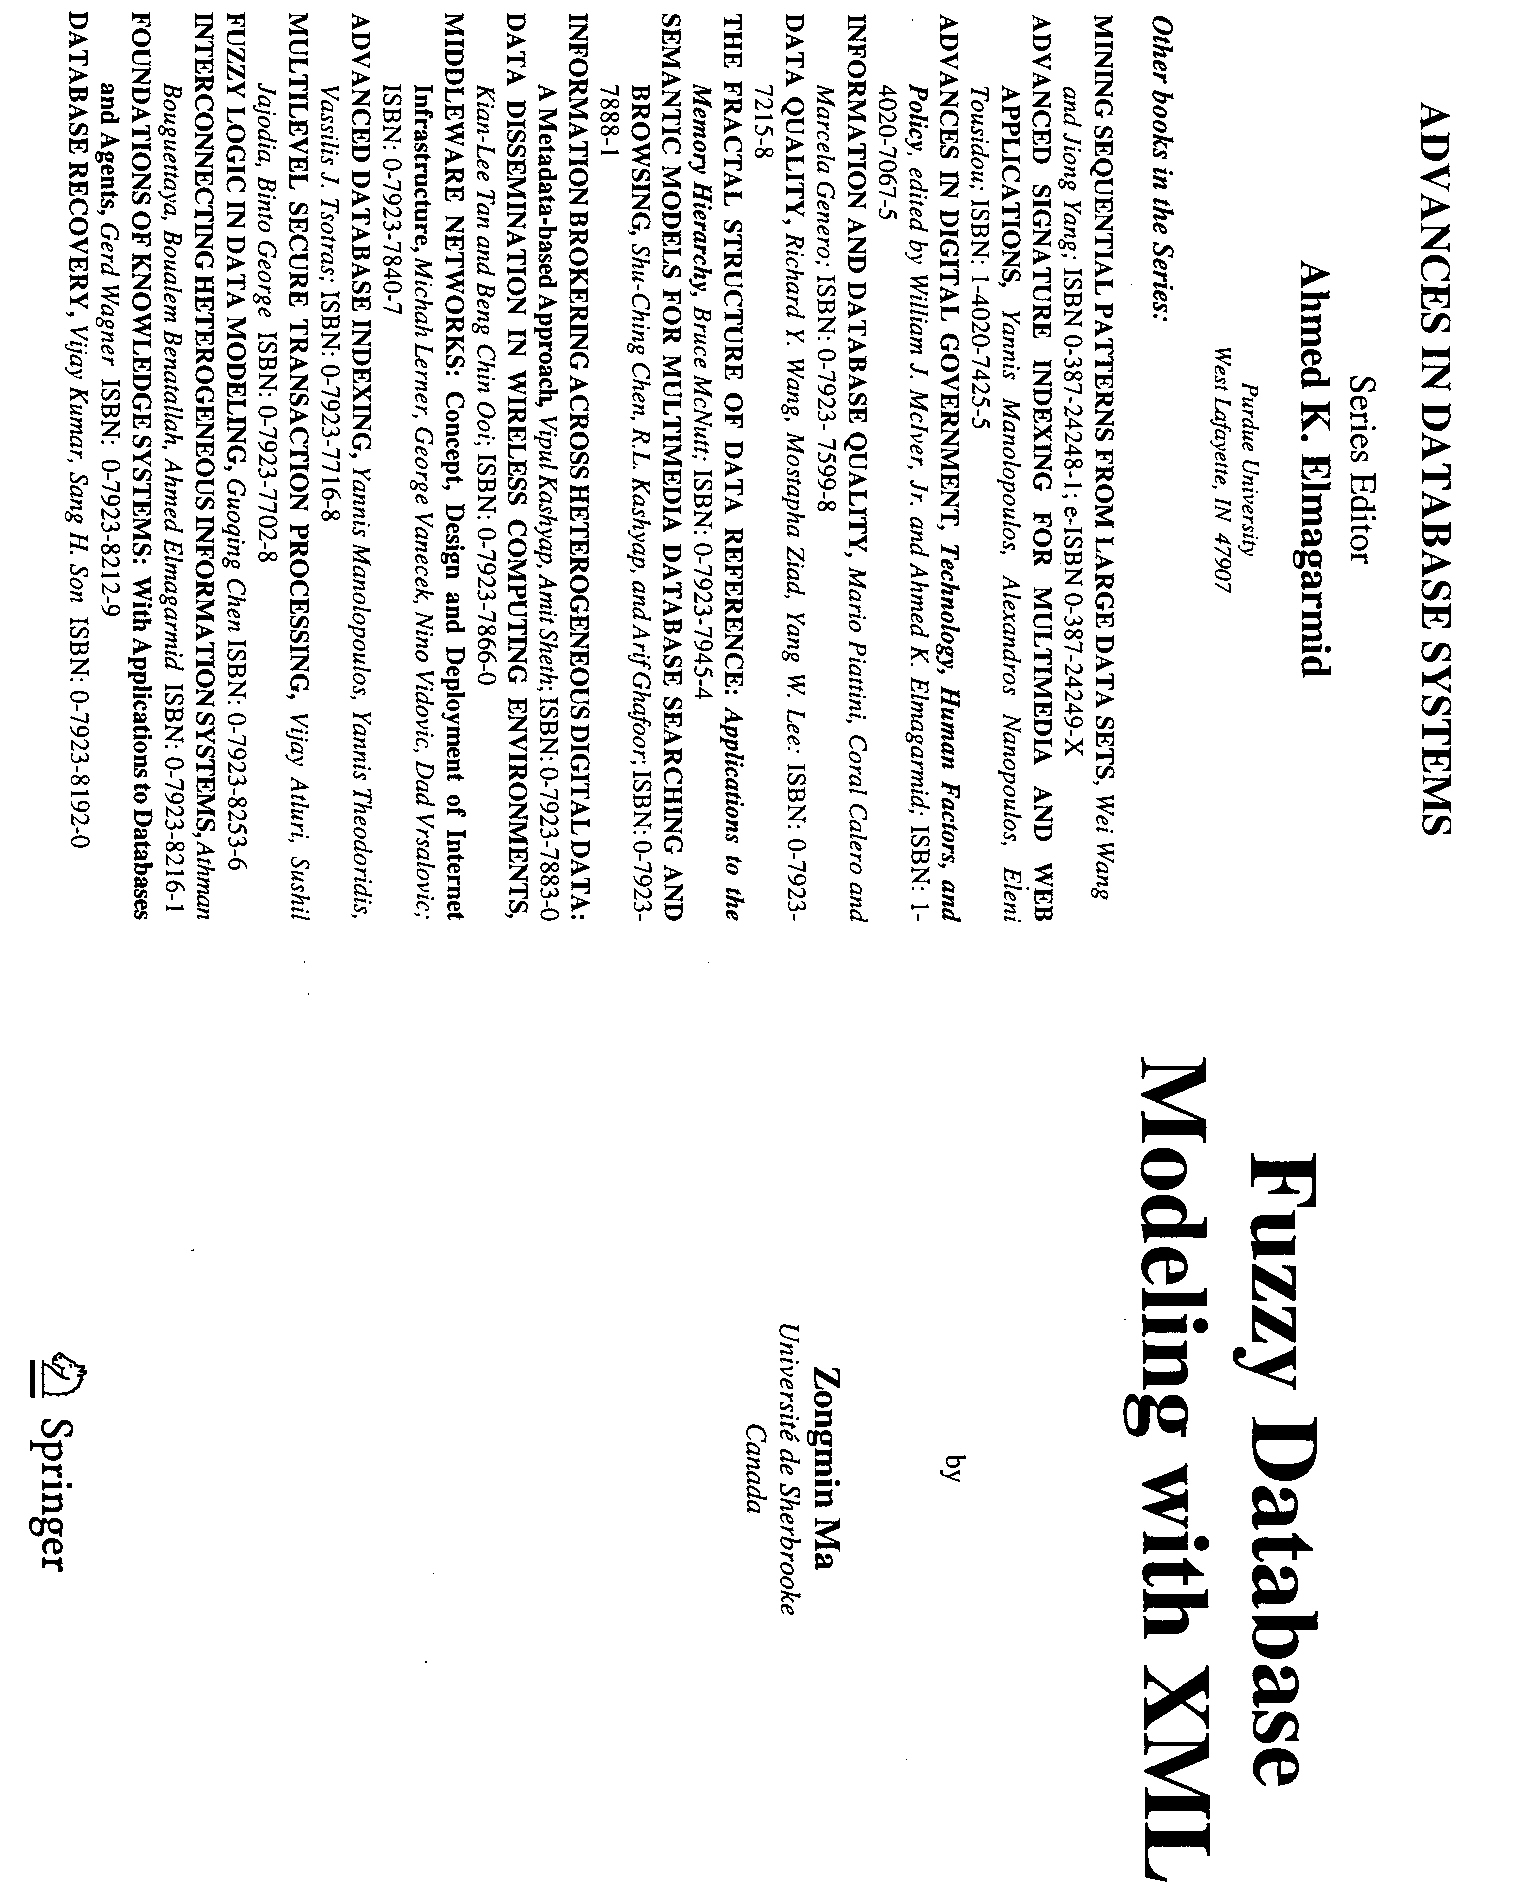 ADVANCES IN DATABASE SYSTEMS
Series Editor
Ahmed K. Elmagarmid
Purdue University
West Lafayette, IN 47907
Other books in the Series:
MINING SEQUENTIAL PATTERNS FROM LARGE DATA SETS, Wei Wang
and Jiong Yang; ISBN 0-387-24248-1; e-ISBN 0-387-24249-X
ADVANCED SIGNATURE INDEXING FOR MULTIMEDIA AND WEB
APPLICATIONS, Yannis Manolopoulos, Alexandros Nanopoulos, Eleni
Tousidou; ISBN: 1-4020-7425-5
ADVANCES IN DIGITAL GOVERNMENT, Technology, Human Factors, and
Policy, edited by William J. McIver, Jr. and Ahmed K. Elmagarmid; ISBN: 1-
4020-7067-5
INFORMATION AND DATABASE QUALITY, Mario Piattini, Coral Calero and
Marcela Genero; ISBN: 0-7923- 7599-8
DATA QUALITY, Richard Y. Wang, Mostapha Ziad, Yang W. Lee: ISBN: 0-7923-
7215-8
THE FRACTAL STRUCTURE OF DATA REFERENCE: Applications to the
Memory Hierarchy, Bruce McNutt; ISBN: 0-7923-7945-4
SEMANTIC MODELS FOR MULTIMEDIA DATABASE SEARCHING AND
BROWSING, Shu-Ching Chen, R.L. Kashyap, and Arif Ghafoor; ISBN: 0-7923-
7888-1
INFORMATION BROKERING ACROSS HETEROGENEOUS DIGITAL DATA:
A Metadata-based Approach, Vipul Kashyap, Amit Sheth; ISBN: 0-7923-7883-0
DATA DISSEMINATION IN WIRELESS COMPUTING ENVIRONMENTS,
Kian-Lee Tan and Beng Chin Ooi; ISBN: 0-7923-7866-0
MIDDLEWARE NETWORKS: Concept, Design and Deployment of Internet
Infrastructure, Michah Lerner, George Vanecek, Nino Vidovic, Dad Vrsalovic;
ISBN: 0-7923-7840-7
ADVANCED DATABASE INDEXING, Yannis Manolopoulos, Yannis Theodoridis,
Vassilis J. Tsotras; ISBN: 0-7923-7716-8
MULTILEVEL SECURE TRANSACTION PROCESSING, Vijay Atluri, Sushil
Jajodia, Binto George ISBN: 0-7923-7702-8
FUZZY LOGIC IN DATA MODELING, Guoqing Chen ISBN: 0-7923-8253-6
INTERCONNECTING HETEROGENEOUS INFORMATION SYSTEMS, Athman
Bouguettaya, Boualem Benatallah, Ahmed Elmagarmid ISBN: 0-7923-8216-1
FOUNDATIONS OF KNOWLEDGE SYSTEMS: With Applications to Databases
and Agents, Gerd Wagner ISBN: 0-7923-8212-9
DATABASE RECOVERY, Vijay Kumar, Sang H. Son ISBN: 0-7923-8192-0
Fuzzy Database
Modeling with XML
by
Zongmin Ma
Université de Sherbrooke
Canada
Springer